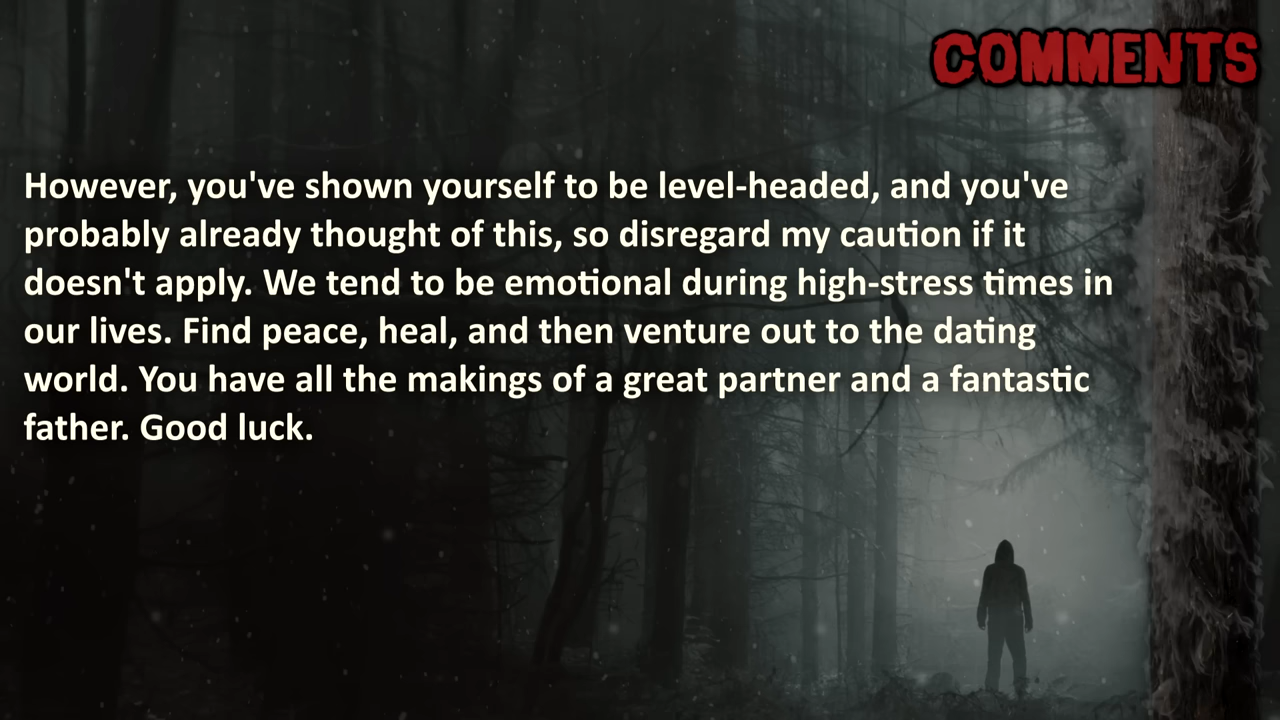 COMMENTS
However, you've shown yourself to be level-headed, and you've
probably already thought of this, so disregard my caution if it
doesn't apply. We tend to be emotional during high-stress times in
our lives. Find peace, heal, and then venture out to the dating
world. You have all the makings of a great partner and a fantastic
father. Good luck.